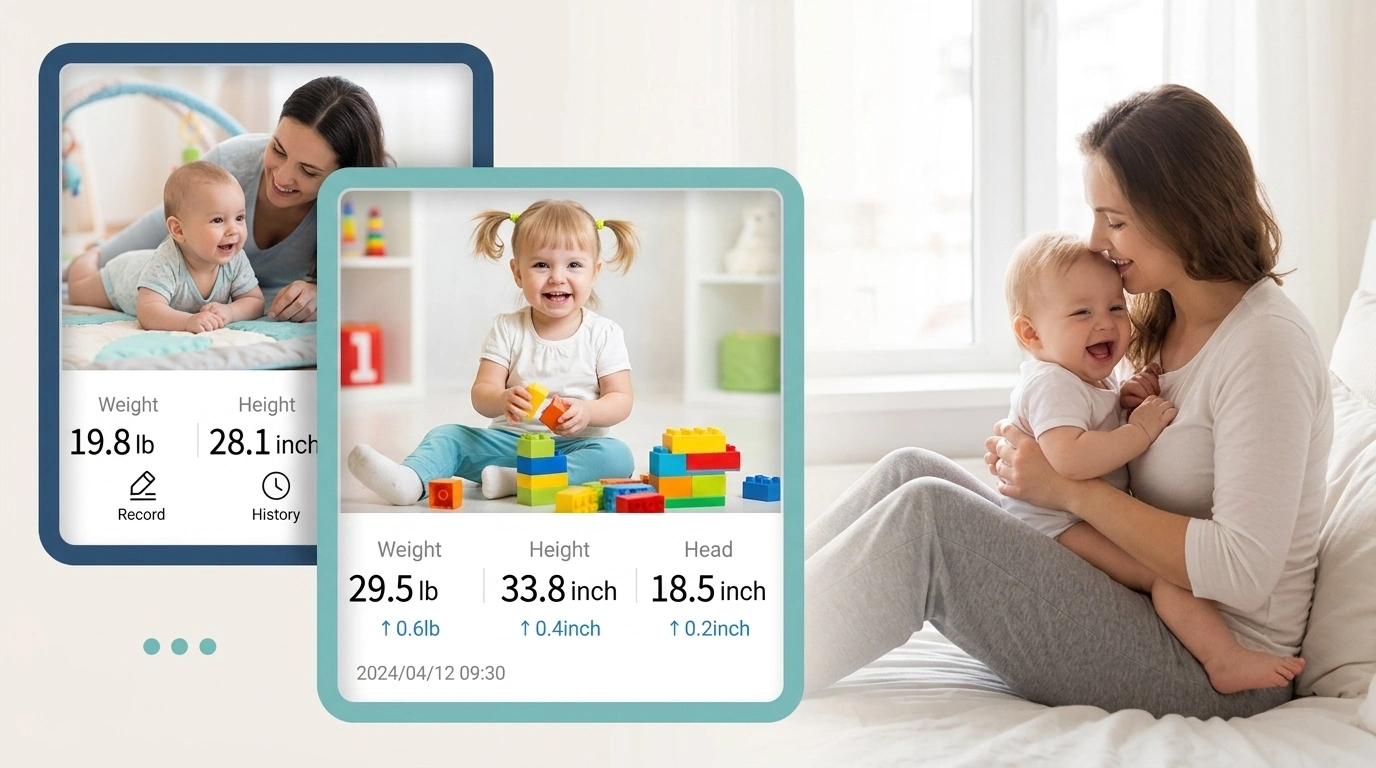 Weight Height
19.8 lb 28.1 inch
Record History
1
Weight Height Head
29.5 lb 33.8 inch 18.5 inch
↑ 0.6lb ↑ 0.4inch ↑ 0.2inch
2024/04/12 09:30